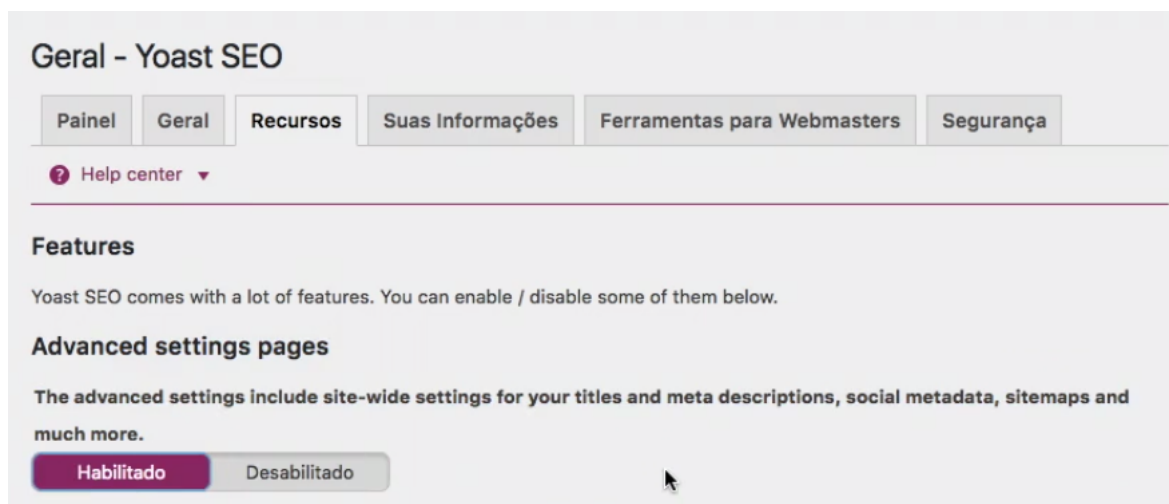 Geral - Yoast SEO
Painel Geral Recursos Suas Informações Ferramentas para Webmasters Segurança
? Help center ▼
Features
Yoast SEO comes with a lot of features. You can enable / disable some of them below.
Advanced settings pages
The advanced settings include site-wide settings for your titles and meta descriptions, social metadata, sitemaps and
much more.
Habilitado Desabilitado